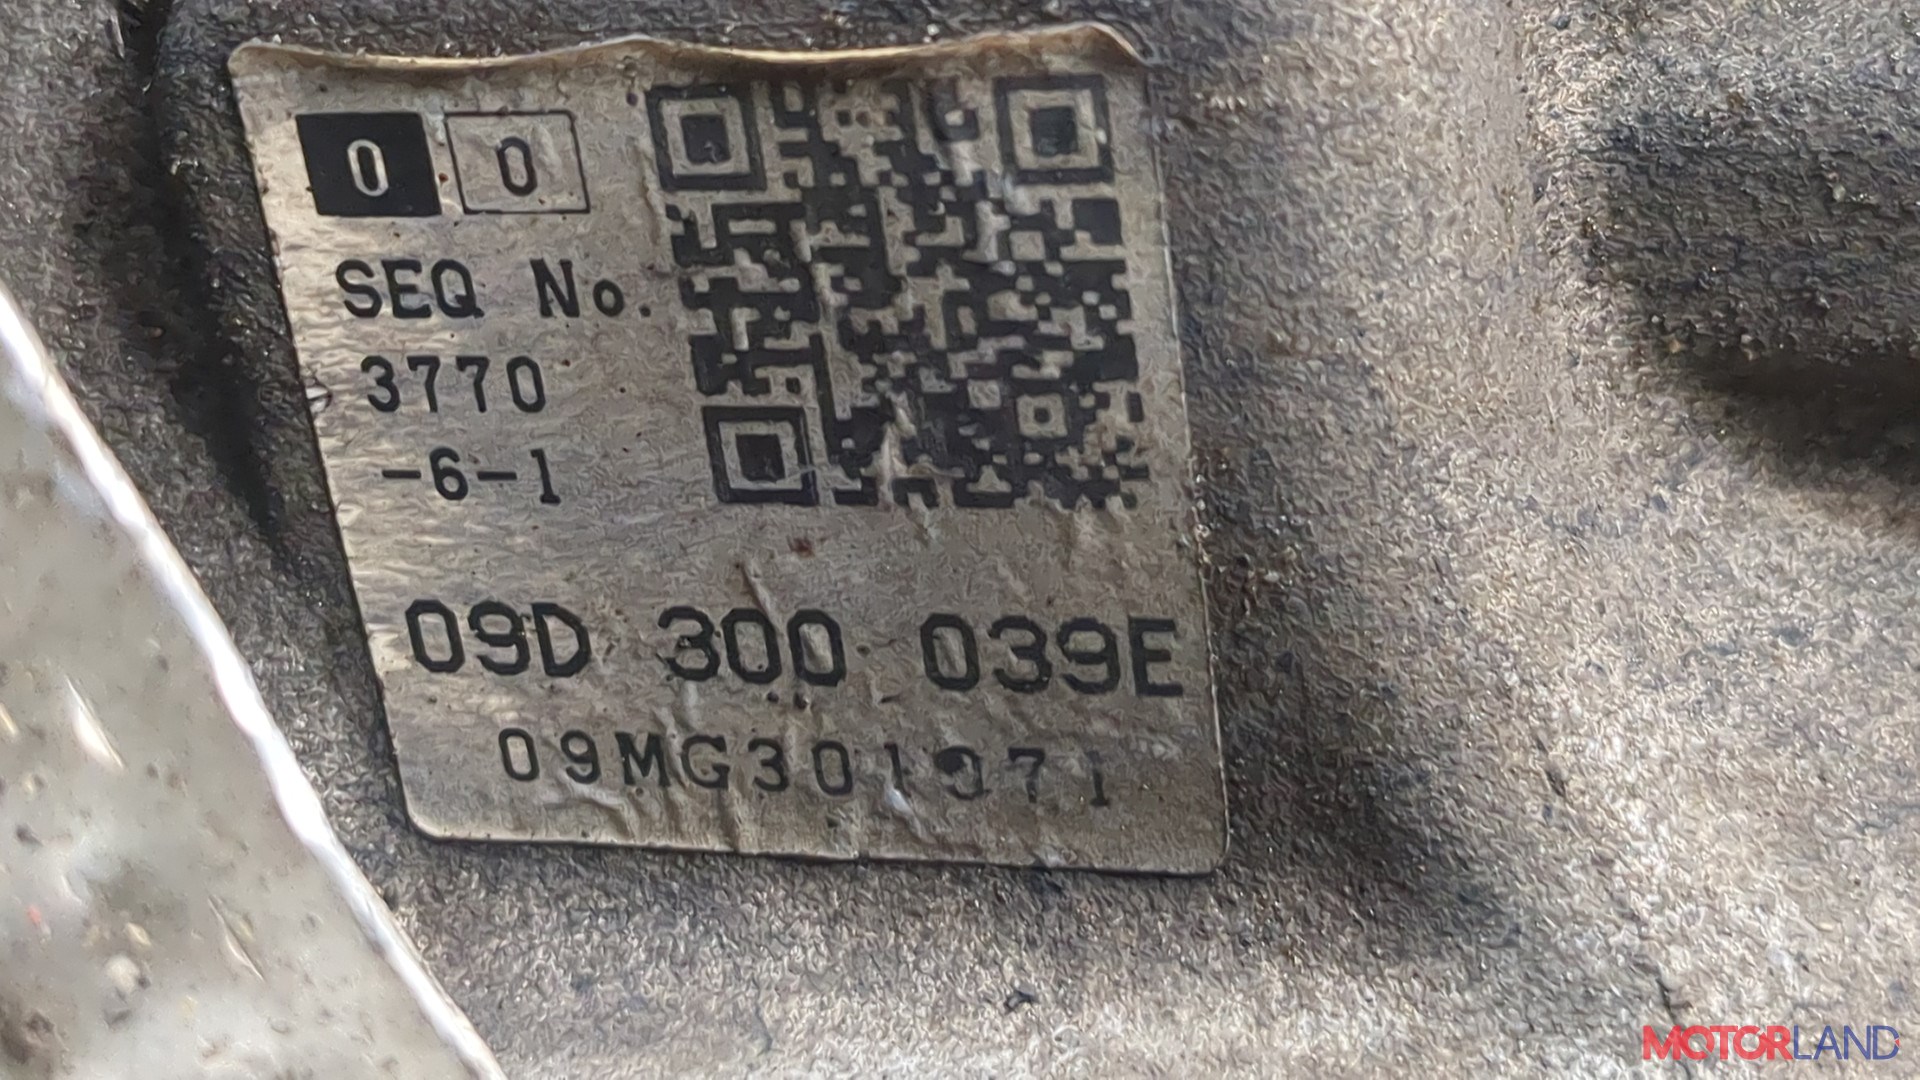 0 0
SEQ No.
3770
-6-1
09D 300 039E
MOTORLAND